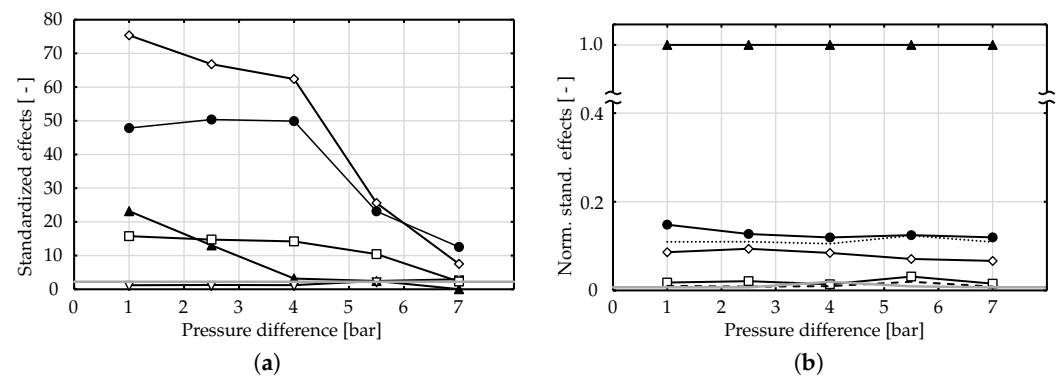 Standardized effects [ - ]
80
70
60
50
40
30
20
10
0
0 1 2 3 4 5 6 7
Pressure difference [bar]
(a)
Norm. stand. effects [ - ]
1.0
0.4
0.2
0
0 1 2 3 4 5 6 7
Pressure difference [bar]
(b)